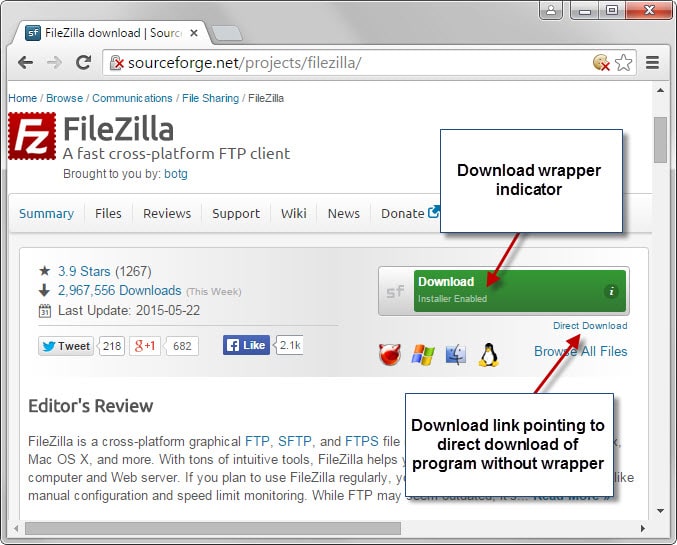 FileZilla download | Sourc
sourceforge.net/projects/filezilla/
Home / Browse / Communications / File Sharing / FileZilla
Fz
FileZilla
A fast cross-platform FTP client
Brought to you by: botg
Download wrapper
indicator
Summary Files Reviews Support Wiki News Donate
3.9 Stars (1267)
2,967,556 Downloads (This Week)
Last Update: 2015-05-22
Tweet 218 g+1 682 Like 2.1k
sf Download
Installer Enabled
Direct Download
Browse All Files
Download link pointing to
direct download of
program without wrapper
Editor's Review
FileZilla is a cross-platform graphical FTP, SFTP, and FTPS file
Mac OS X, and more. With tons of intuitive tools, FileZilla helps y
computer and Web server. If you plan to use FileZilla regularly, yo like
manual configuration and speed limit monitoring. While FTP may seem outdated, it's... Read More »